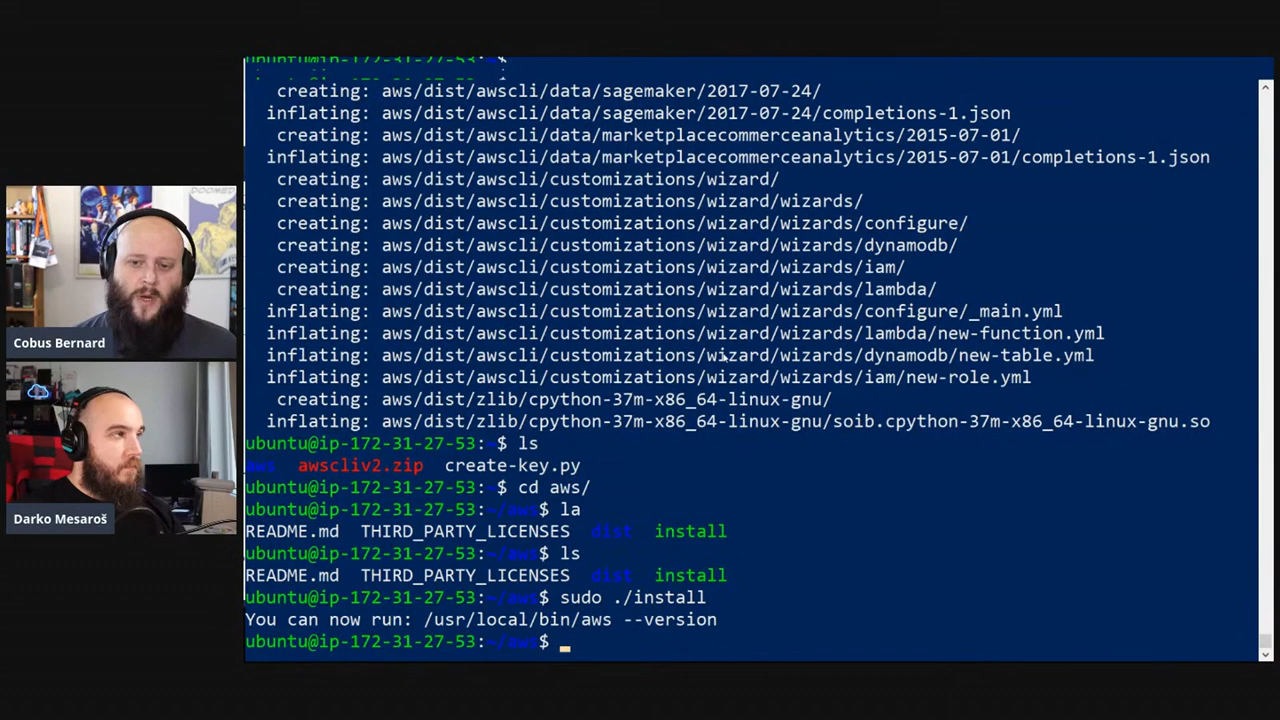 ubuntu@ip-172-31-27-53:~$
creating: aws/dist/awscli/data/sagemaker/2017-07-24/
inflating: aws/dist/awscli/data/sagemaker/2017-07-24/completions-1.json
creating: aws/dist/awscli/data/marketplacecommerceanalytics/2015-07-01/
inflating: aws/dist/awscli/data/marketplacecommerceanalytics/2015-07-01/completions-1.json
creating: aws/dist/awscli/customizations/wizard/
creating: aws/dist/awscli/customizations/wizard/wizards/
creating: aws/dist/awscli/customizations/wizard/wizards/configure/
creating: aws/dist/awscli/customizations/wizard/wizards/dynamodb/
creating: aws/dist/awscli/customizations/wizard/wizards/iam/
creating: aws/dist/awscli/customizations/wizard/wizards/lambda/
inflating: aws/dist/awscli/customizations/wizard/wizards/configure/_main.yml
inflating: aws/dist/awscli/customizations/wizard/wizards/lambda/new-function.yml
inflating: aws/dist/awscli/customizations/wizard/wizards/dynamodb/new-table.yml
inflating: aws/dist/awscli/customizations/wizard/wizards/iam/new-role.yml
creating: aws/dist/zlib/cpython-37m-x86_64-linux-gnu/
inflating: aws/dist/zlib/cpython-37m-x86_64-linux-gnu/soib.cpython-37m-x86_64-linux-gnu.so
ubuntu@ip-172-31-27-53:~$ ls
aws awscliv2.zip create-key.py
ubuntu@ip-172-31-27-53:~$ cd aws/
ubuntu@ip-172-31-27-53:~/aws$ la
README.md THIRD_PARTY_LICENSES dist install
ubuntu@ip-172-31-27-53:~/aws$ ls
README.md THIRD_PARTY_LICENSES dist install
ubuntu@ip-172-31-27-53:~/aws$ sudo ./install
You can now run: /usr/local/bin/aws --version
ubuntu@ip-172-31-27-53:~/aws$
Cobus Bernard
Darko Mesaroš